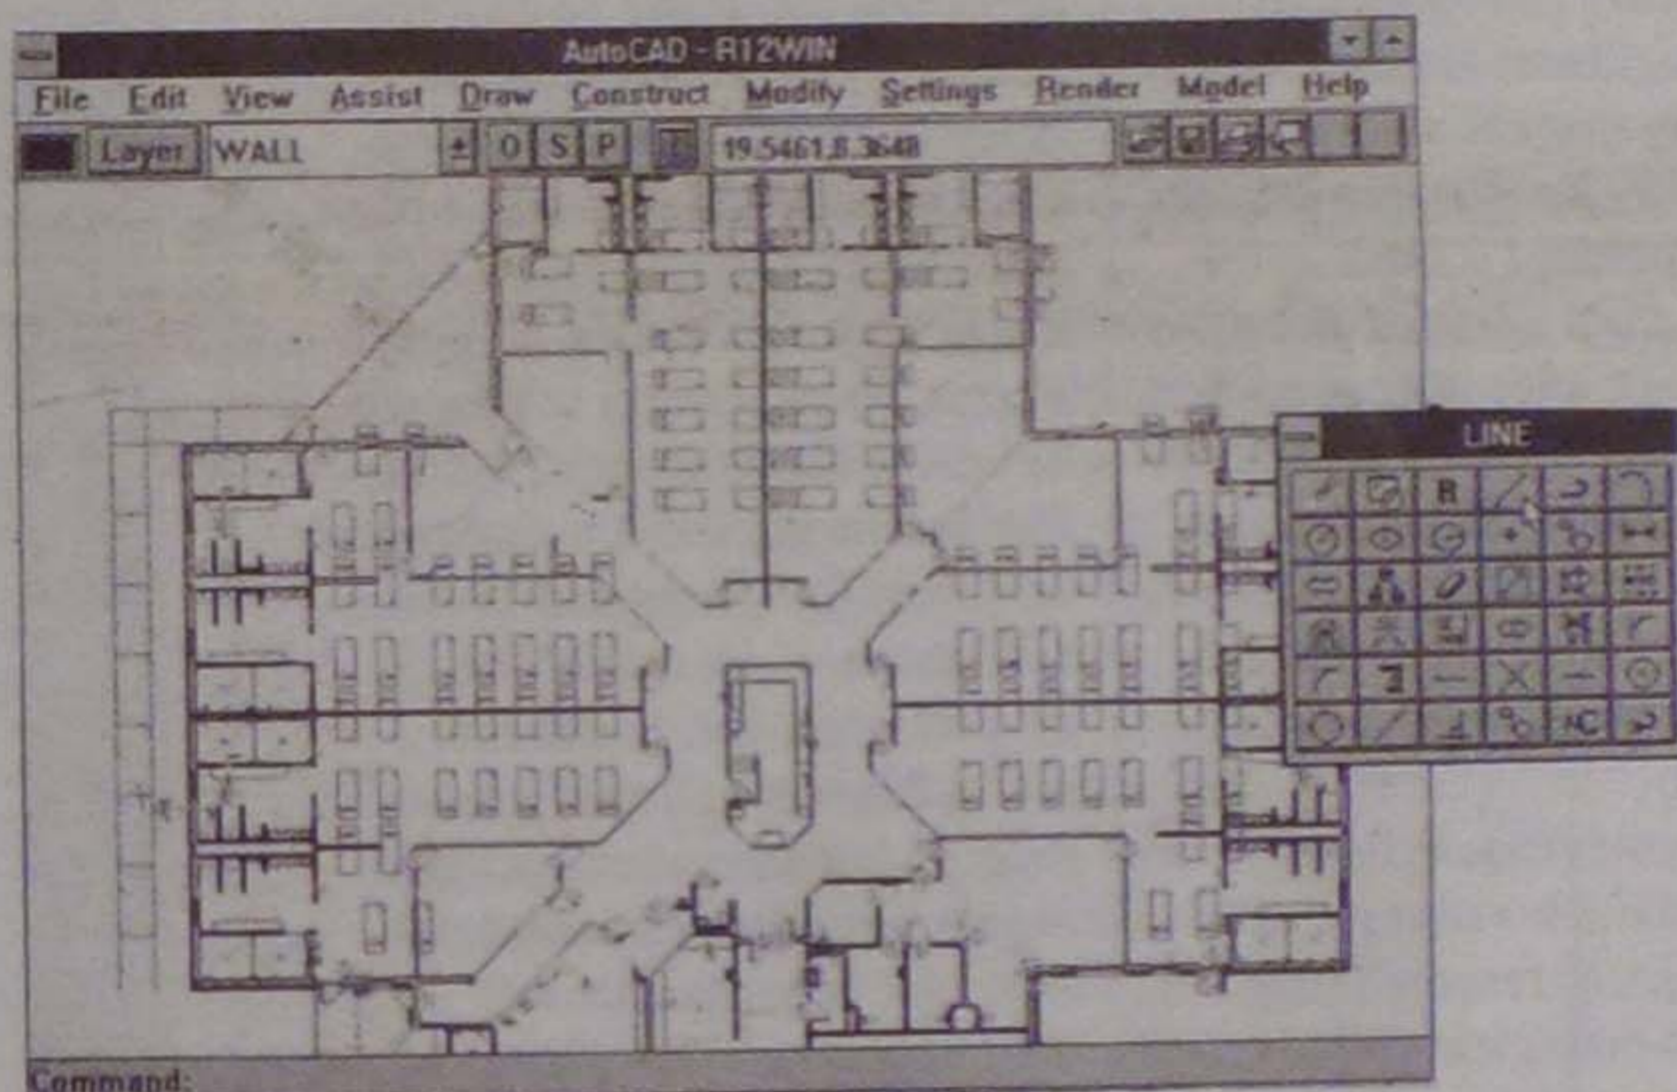 AutoCAD - R12WIN
File Edit View Assist Draw Construct Modify Settings Render Model Help
Layer WALL O S P 19.5461,8.3648
LINE
R
Command: